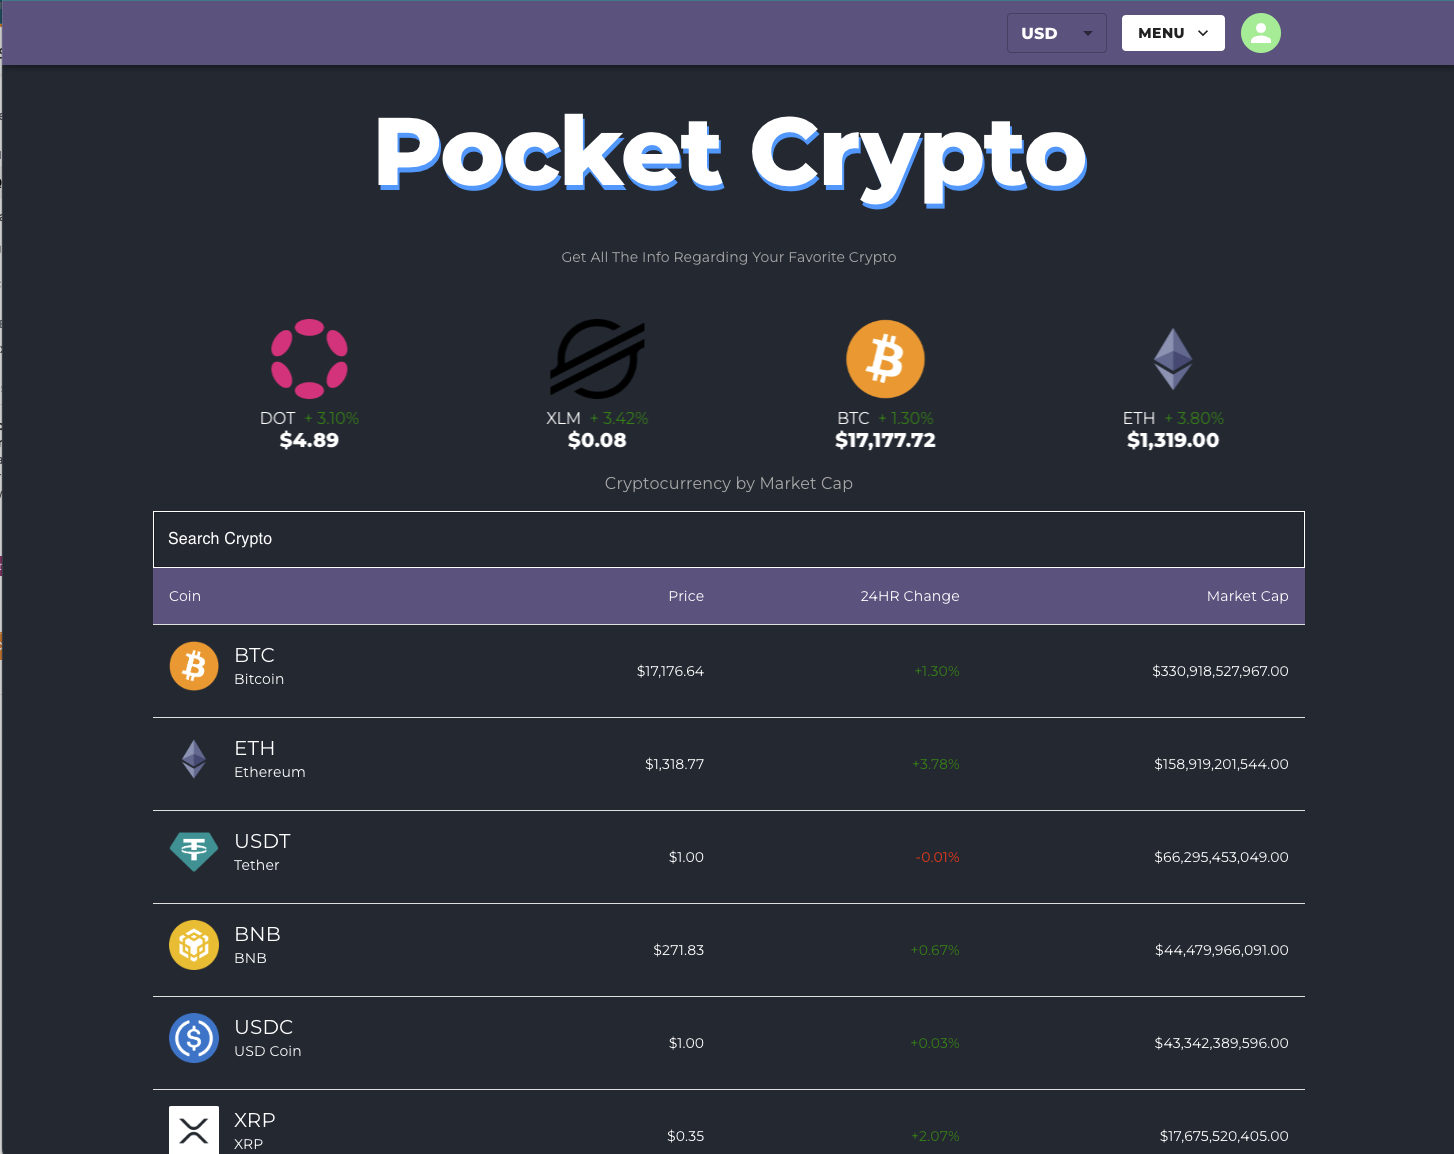 USD MENU
Pocket Crypto
Get All The Info Regarding Your Favorite Crypto
DOT + 3.10%
$4.89
XLM + 3.42%
$0.08
BTC + 1.30%
$17,177.72
ETH + 3.80%
$1,319.00
Cryptocurrency by Market Cap
Search Crypto
Coin Price 24HR Change Market Cap
BTC
Bitcoin
$17,176.64 +1.30% $330,918,527,967.00
ETH
Ethereum
$1,318.77 +3.78% $158,919,201,544.00
USDT
Tether
$1.00 -0.01% $66,295,453,049.00
BNB
BNB
$271.83 +0.67% $44,479,966,091.00
USDC
USD Coin
$1.00 +0.03% $43,342,389,596.00
XRP
XRP
$0.35 +2.07% $17,675,520,405.00